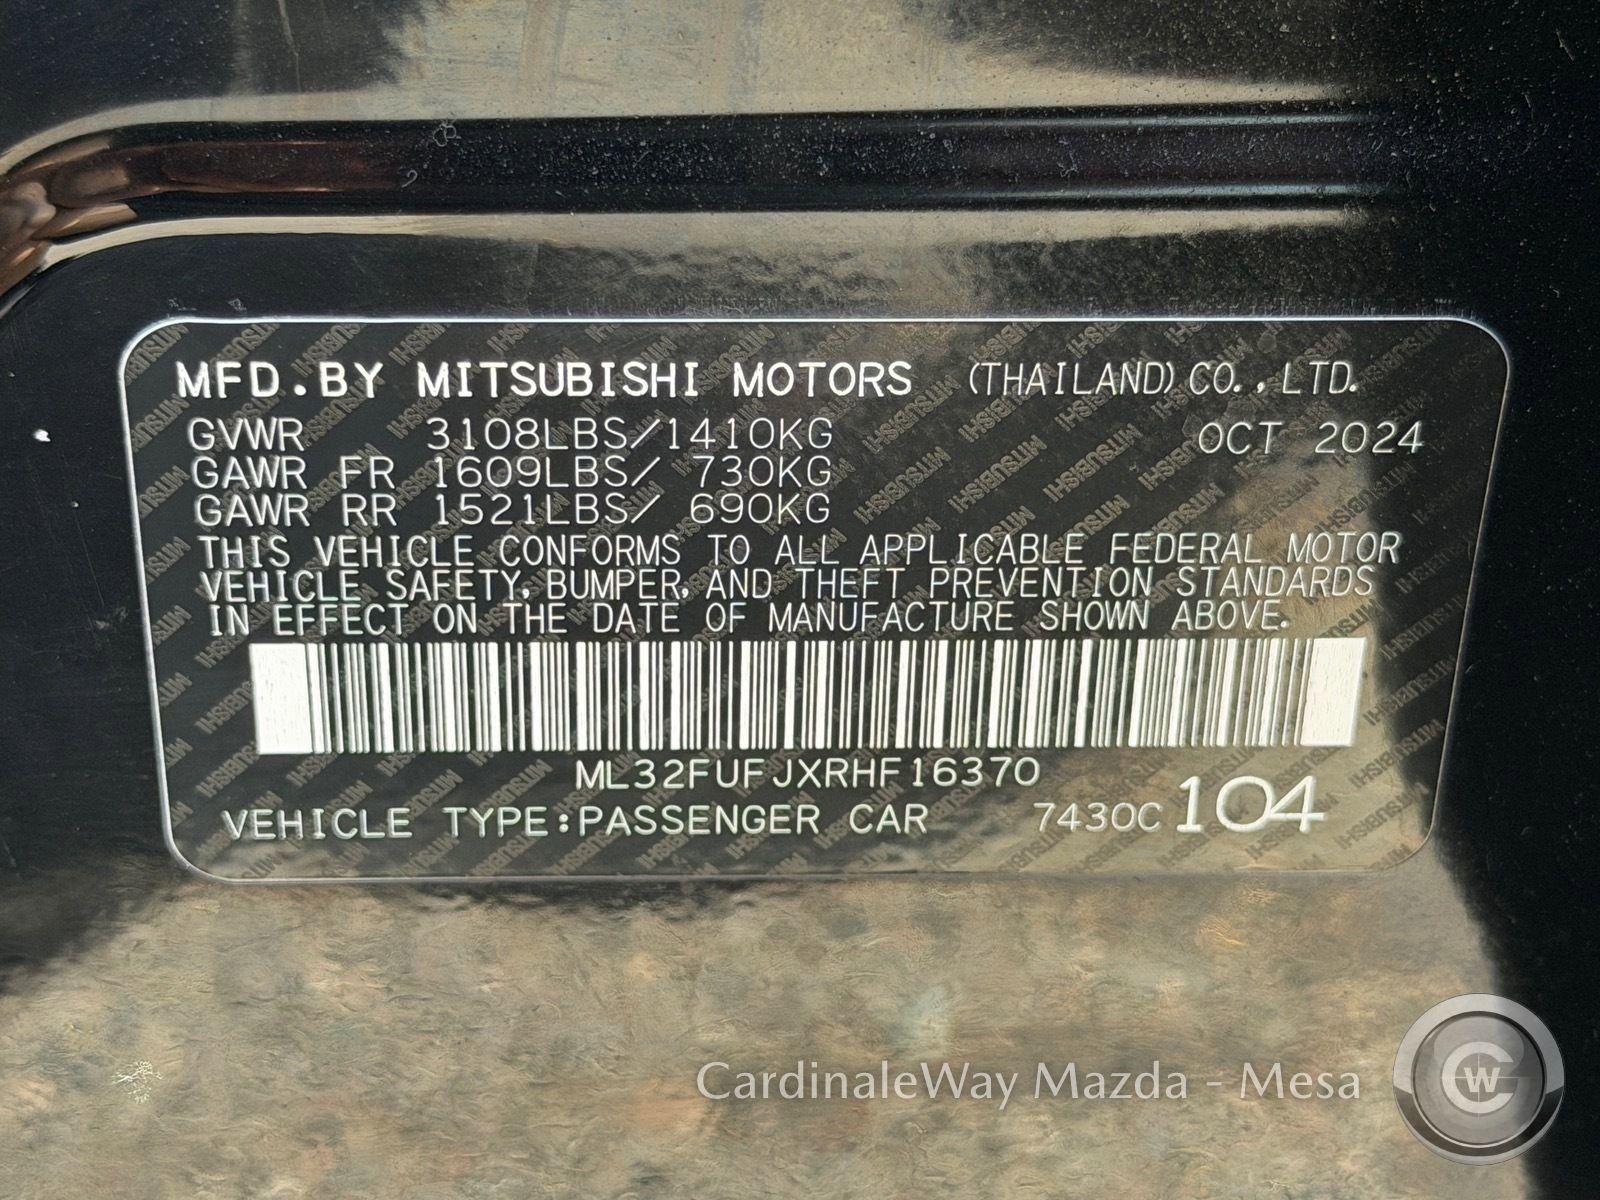 MFD.BY MITSUBISHI MOTORS (THAILAND) CO., LTD.
GVWR 3108LBS/1410KG OCT 2024
GAWR FR 1609LBS/ 730KG
GAWR RR 1521LBS/ 690KG
THIS VEHICLE CONFORMS TO ALL APPLICABLE FEDERAL MOTOR
VEHICLE SAFETY, BUMPER, AND THEFT PREVENTION STANDARDS
IN EFFECT ON THE DATE OF MANUFACTURE SHOWN ABOVE.
ML32FUFJXRHF16370
VEHICLE TYPE:PASSENGER CAR 7430C 104
CardinaleWay Mazda - Mesa
CW